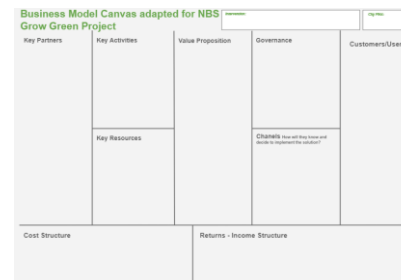 Business Model Canvas adapted for NBS
Grow Green Project
Key Partners
Key Activities
Value Proposition
Governance
Customers/User
Key Resources
Chanels How will they know and
decide to implement the solution?
Cost Structure
Returns - Income Structure